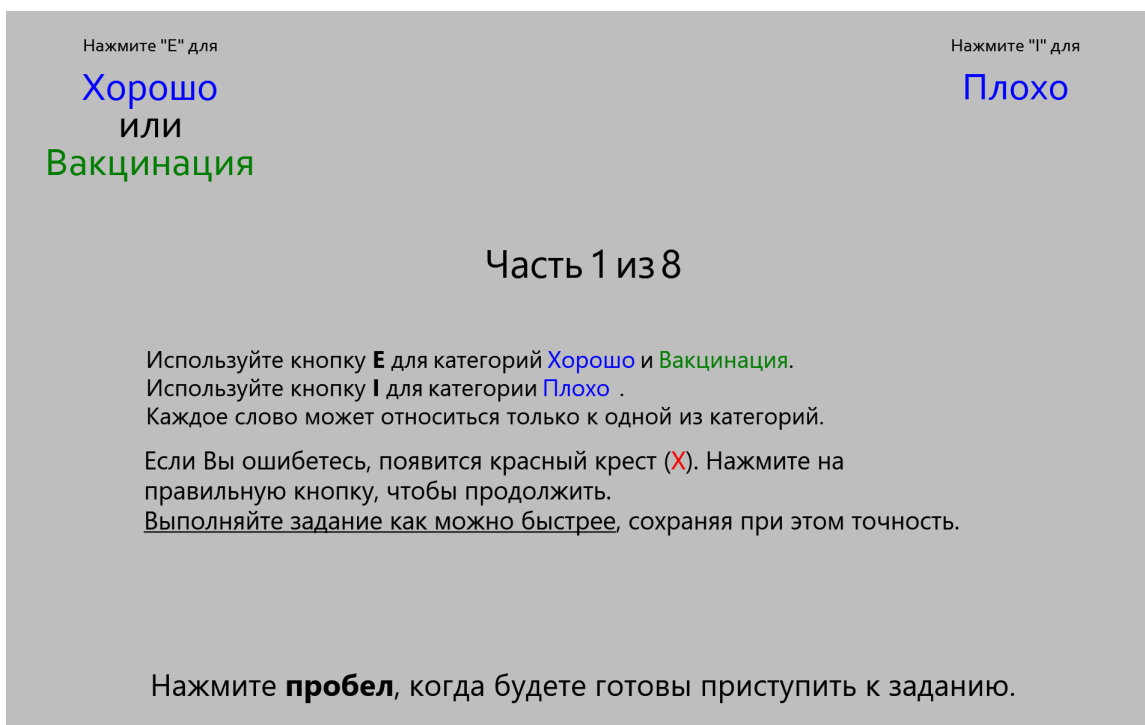 Нажмите "E" для
Хорошо
или
Вакцинация
Нажмите "I" для
Плохо
Часть 1 из 8
Используйте кнопку E для категорий Хорошо и Вакцинация.
Используйте кнопку I для категории Плохо .
Каждое слово может относиться только к одной из категорий.
Если Вы ошибетесь, появится красный крест (X). Нажмите на
правильную кнопку, чтобы продолжить.
Выполняйте задание как можно быстрее, сохраняя при этом точность.
Нажмите пробел, когда будете готовы приступить к заданию.